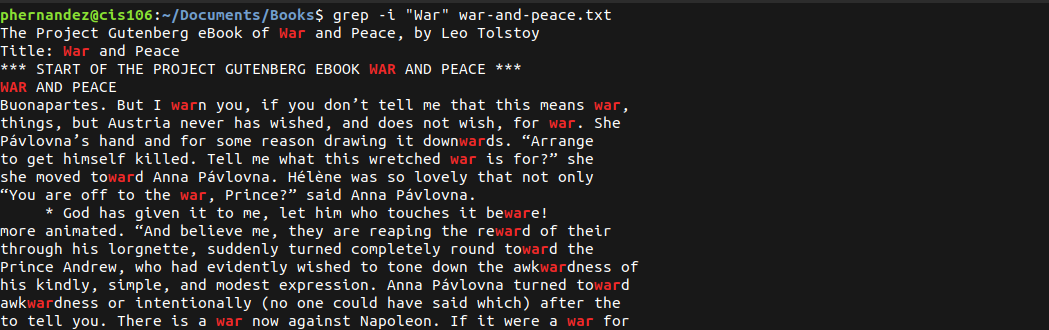 phernandez@cis106:~/Documents/Books$ grep -i "War" war-and-peace.txt
The Project Gutenberg eBook of War and Peace, by Leo Tolstoy
Title: War and Peace
*** START OF THE PROJECT GUTENBERG EBOOK WAR AND PEACE ***
WAR AND PEACE
Buonapartes. But I warn you, if you don’t tell me that this means war,
things, but Austria never has wished, and does not wish, for war. She
Pávlovna’s hand and for some reason drawing it downwards. “Arrange
to get himself killed. Tell me what this wretched war is for?” she
she moved toward Anna Pávlovna. Hélène was so lovely that not only
“You are off to the war, Prince?” said Anna Pávlovna.
* God has given it to me, let him who touches it beware!
more animated. “And believe me, they are reaping the reward of their
through his lorgnette, suddenly turned completely round toward the
Prince Andrew, who had evidently wished to tone down the awkwardness of
his kindly, simple, and modest expression. Anna Pávlovna turned toward
awkwardness or intentionally (no one could have said which) after the
to tell you. There is a war now against Napoleon. If it were a war for